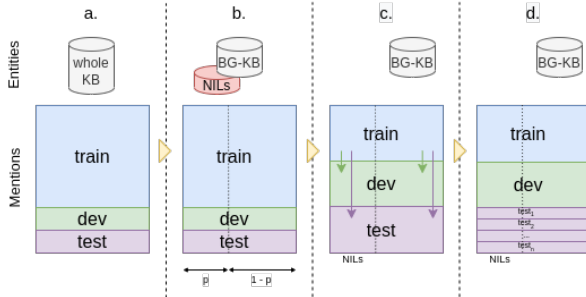 a.
b.
c.
d.
Entities
whole
KB
BG-KB
NILs
BG-KB
BG-KB
Mentions
train
dev
test
train
dev
test
p
1 - p
train
dev
test
NILs
train
dev
test₁
test₂
...
testₙ
NILs